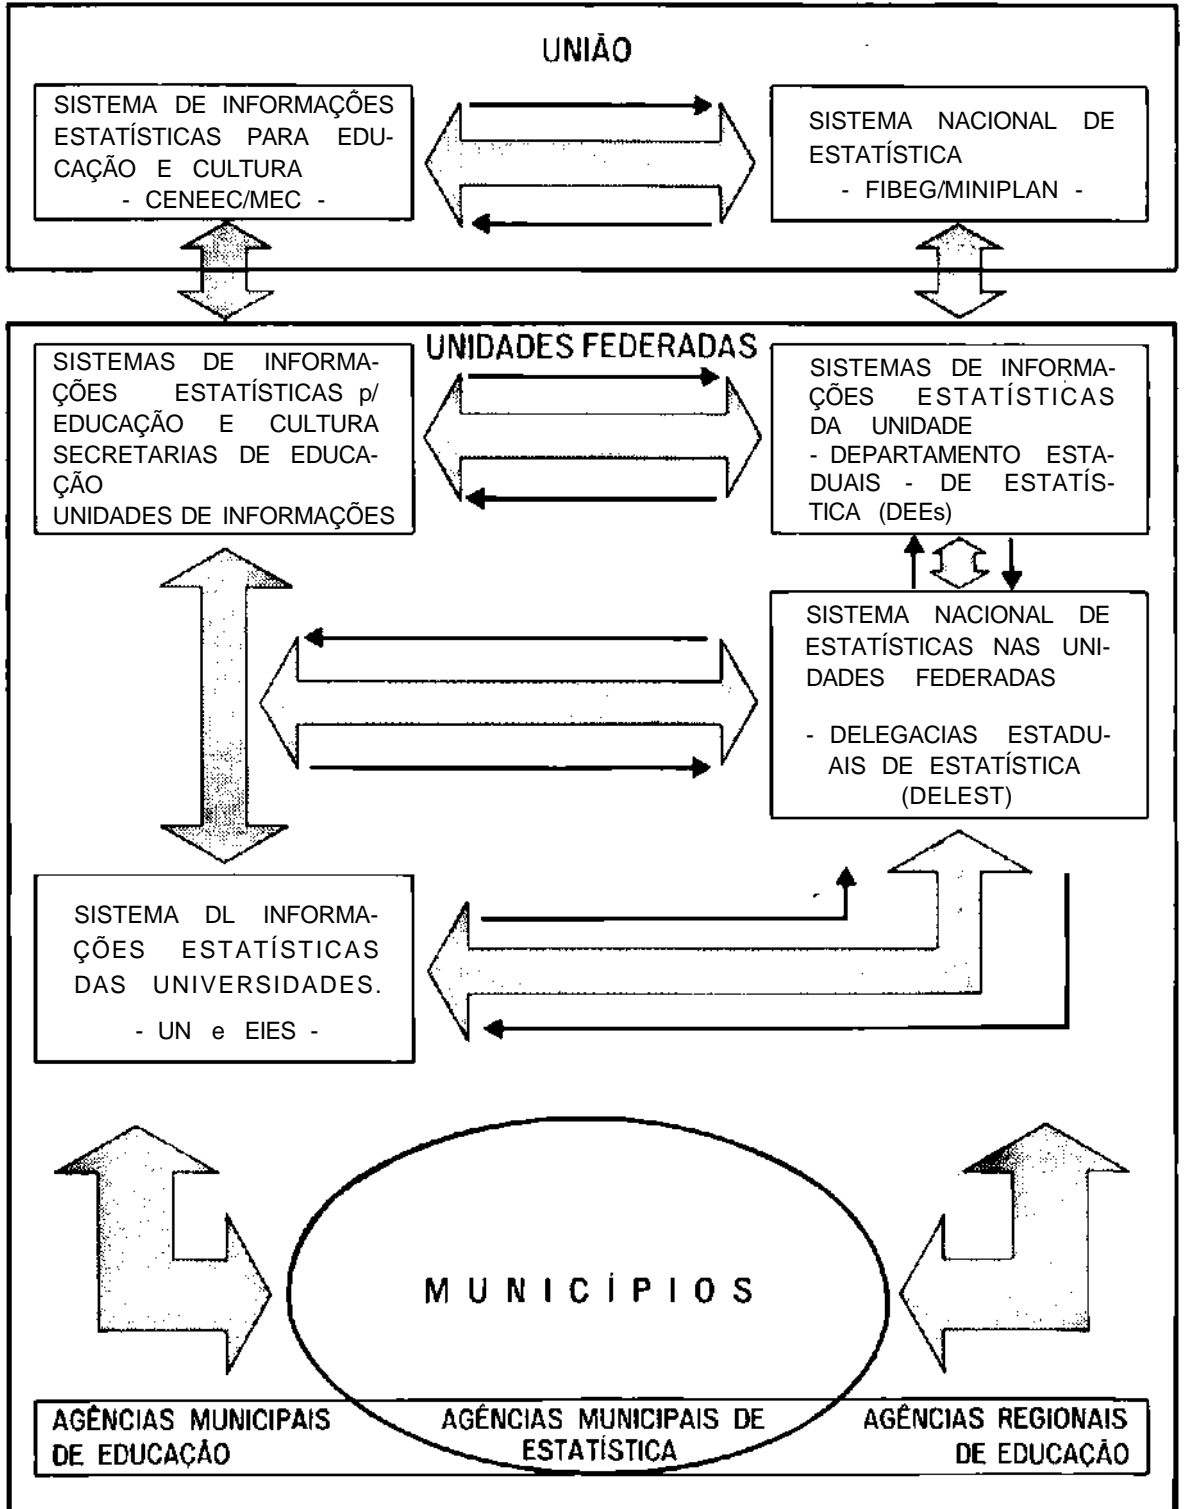 UNIÃO
SISTEMA DE INFORMAÇÕES
ESTATÍSTICAS PARA EDU-
CAÇÃO E CULTURA
- CENEEC/MEC -
SISTEMA NACIONAL DE
ESTATÍSTICA
- FIBEG/MINIPLAN -
UNIDADES FEDERADAS
SISTEMAS DE INFORMA-
ÇÕES ESTATÍSTICAS p/
EDUCAÇÃO E CULTURA
SECRETARIAS DE EDUCA-
ÇÃO
UNIDADES DE INFORMAÇÕES
SISTEMAS DE INFORMA-
ÇÕES ESTATÍSTICAS
DA UNIDADE
- DEPARTAMENTO ESTA-
DUAIS - DE ESTATÍS-
TICA (DEEs)
SISTEMA NACIONAL DE
ESTATÍSTICAS NAS UNI-
DADES FEDERADAS
- DELEGACIAS ESTADU-
AIS DE ESTATÍSTICA
(DELEST)
SISTEMA DL INFORMA-
ÇÕES ESTATÍSTICAS
DAS UNIVERSIDADES.
- UN e EIES -
MUNICÍPIOS
AGÊNCIAS MUNICIPAIS
DE EDUCAÇÃO
AGÊNCIAS MUNICIPAIS DE
ESTATÍSTICA
AGÊNCIAS REGIONAIS
DE EDUCAÇÃO